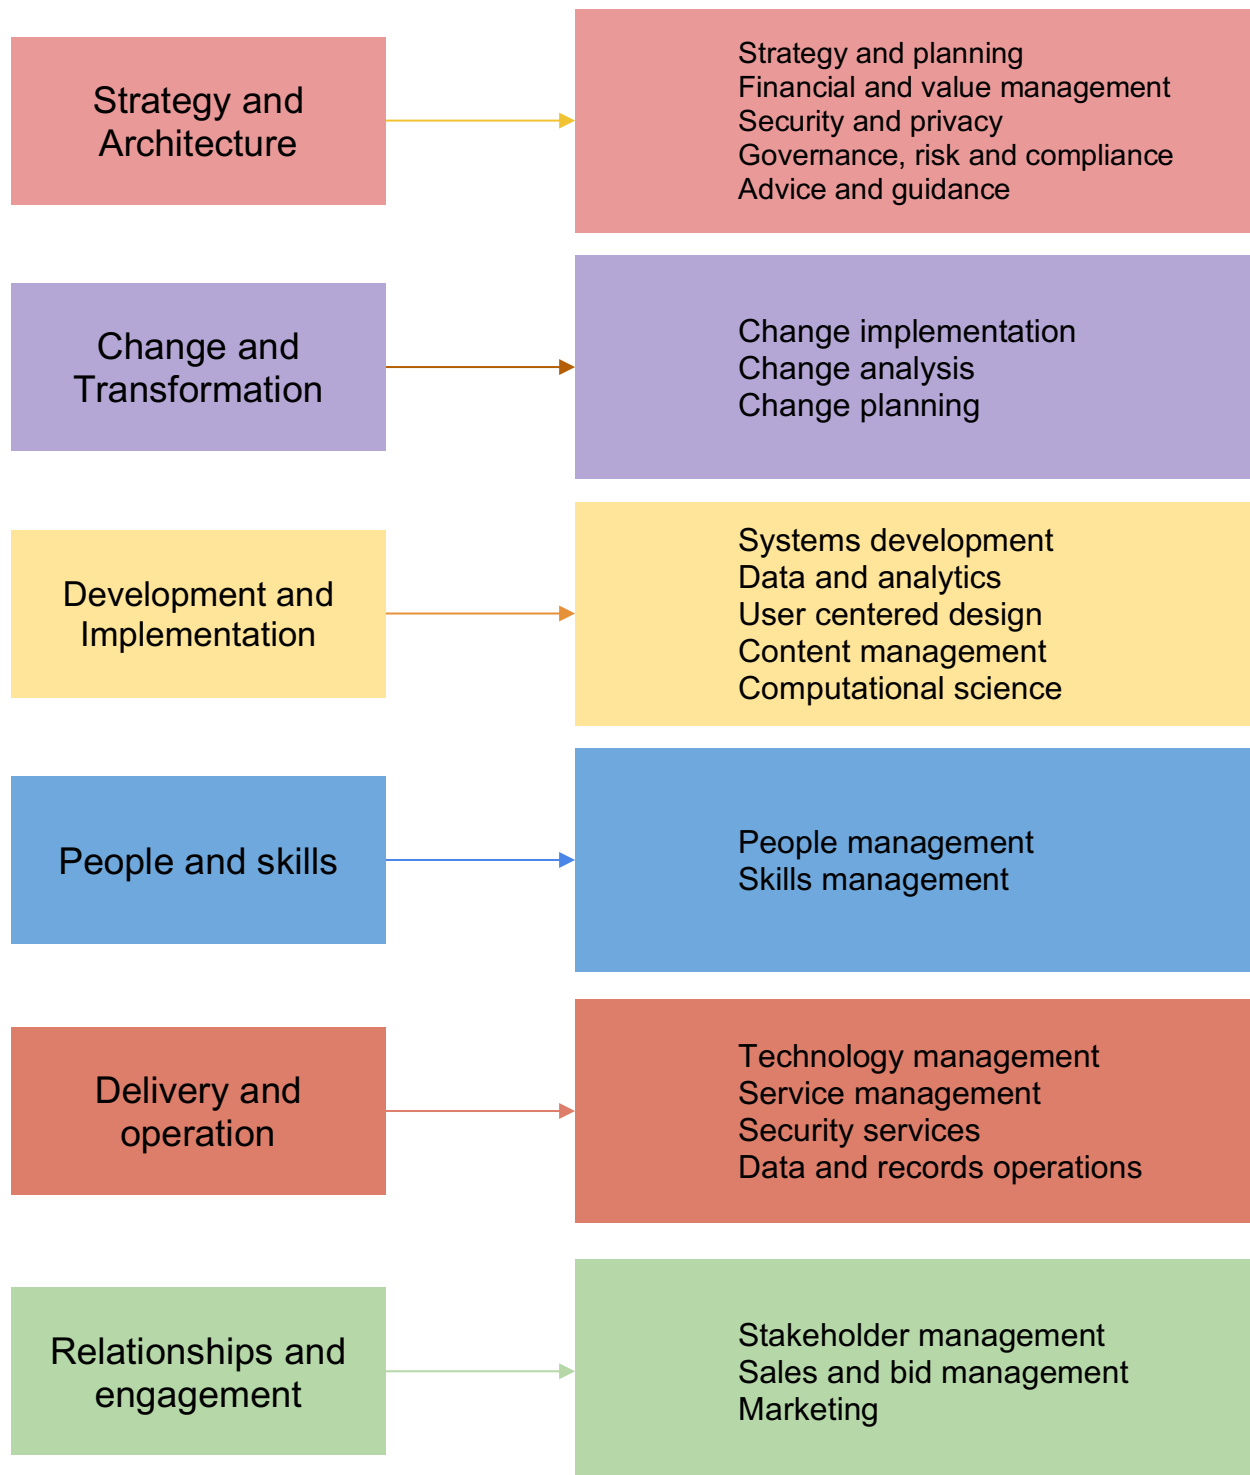 Strategy and
Architecture
Strategy and planning
Financial and value management
Security and privacy
Governance, risk and compliance
Advice and guidance
Change and
Transformation
Change implementation
Change analysis
Change planning
Development and
Implementation
Systems development
Data and analytics
User centered design
Content management
Computational science
People and skills
People management
Skills management
Delivery and
operation
Technology management
Service management
Security services
Data and records operations
Relationships and
engagement
Stakeholder management
Sales and bid management
Marketing